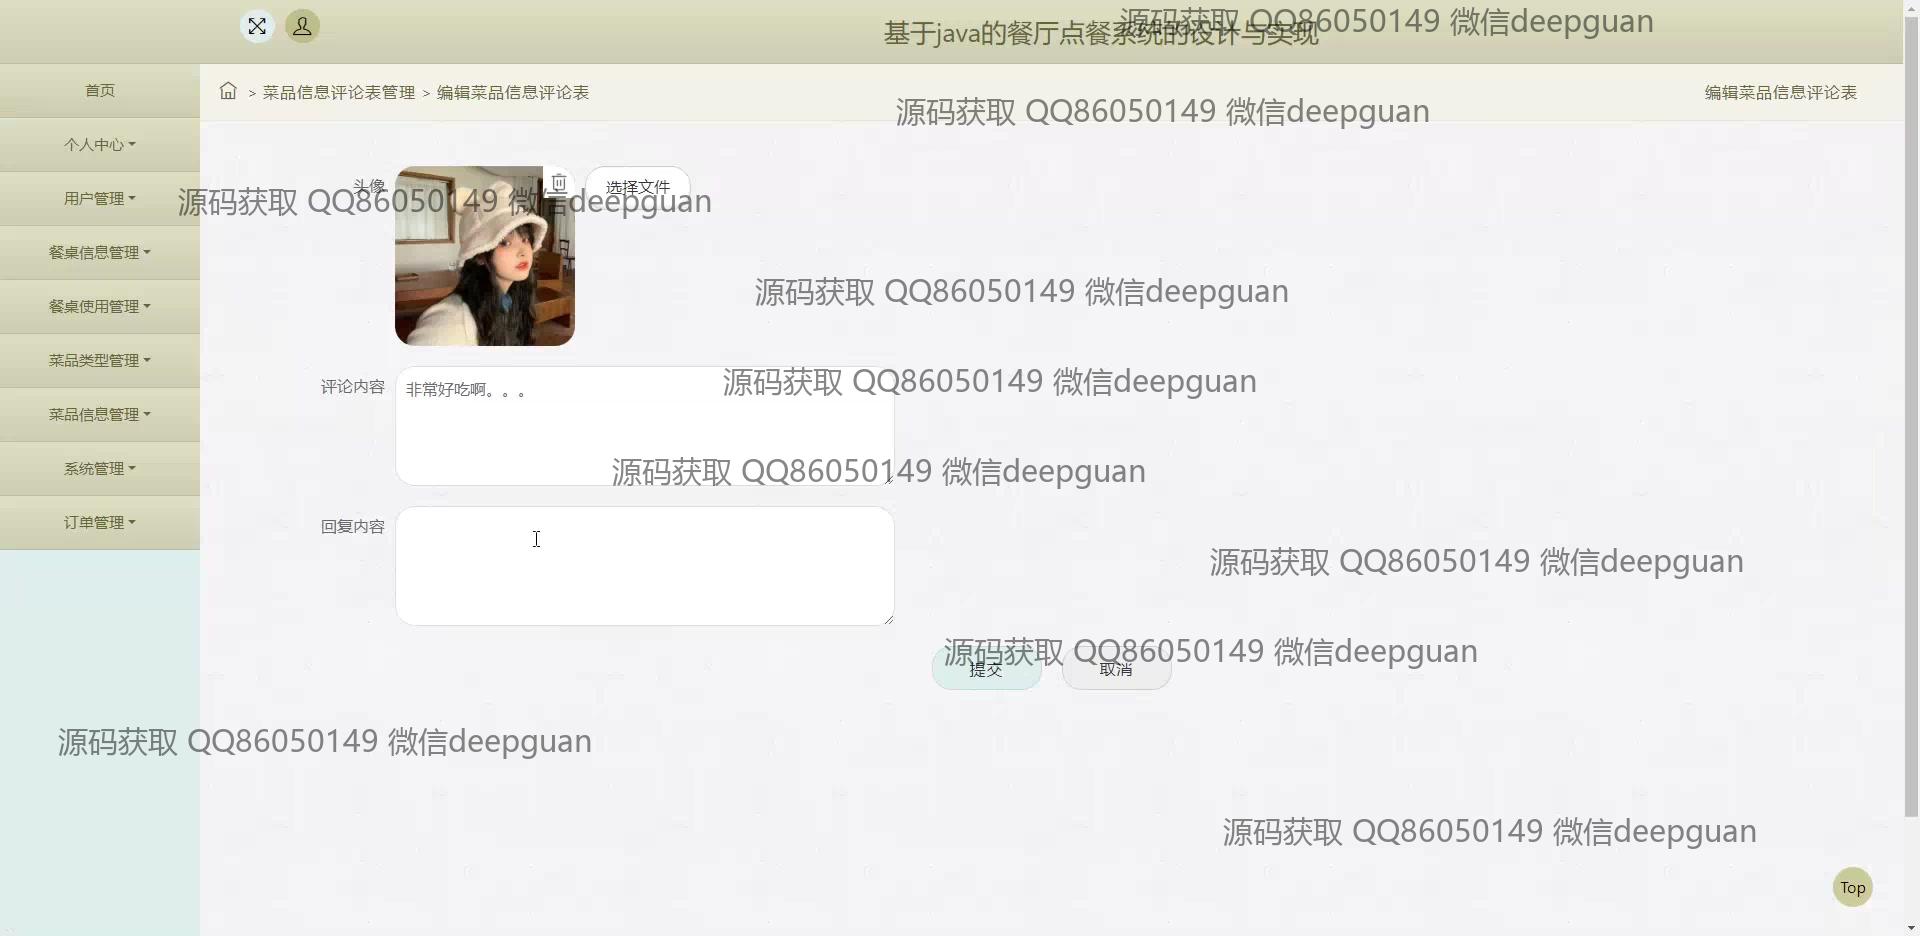 基于java的餐厅点餐系统的设计与实现
源码获取 QQ86050149 微信deepguan
首页
> 菜品信息评论表管理 > 编辑菜品信息评论表
编辑菜品信息评论表
源码获取 QQ86050149 微信deepguan
个人中心
头像
选择文件
用户管理
源码获取 QQ86050149 微信deepguan
餐桌信息管理
源码获取 QQ86050149 微信deepguan
餐桌使用管理
菜品类型管理
评论内容
非常好吃啊。。。
源码获取 QQ86050149 微信deepguan
菜品信息管理
系统管理
源码获取 QQ86050149 微信deepguan
订单管理
回复内容
源码获取 QQ86050149 微信deepguan
源码获取 QQ86050149 微信deepguan
提交
取消
源码获取 QQ86050149 微信deepguan
源码获取 QQ86050149 微信deepguan
Top